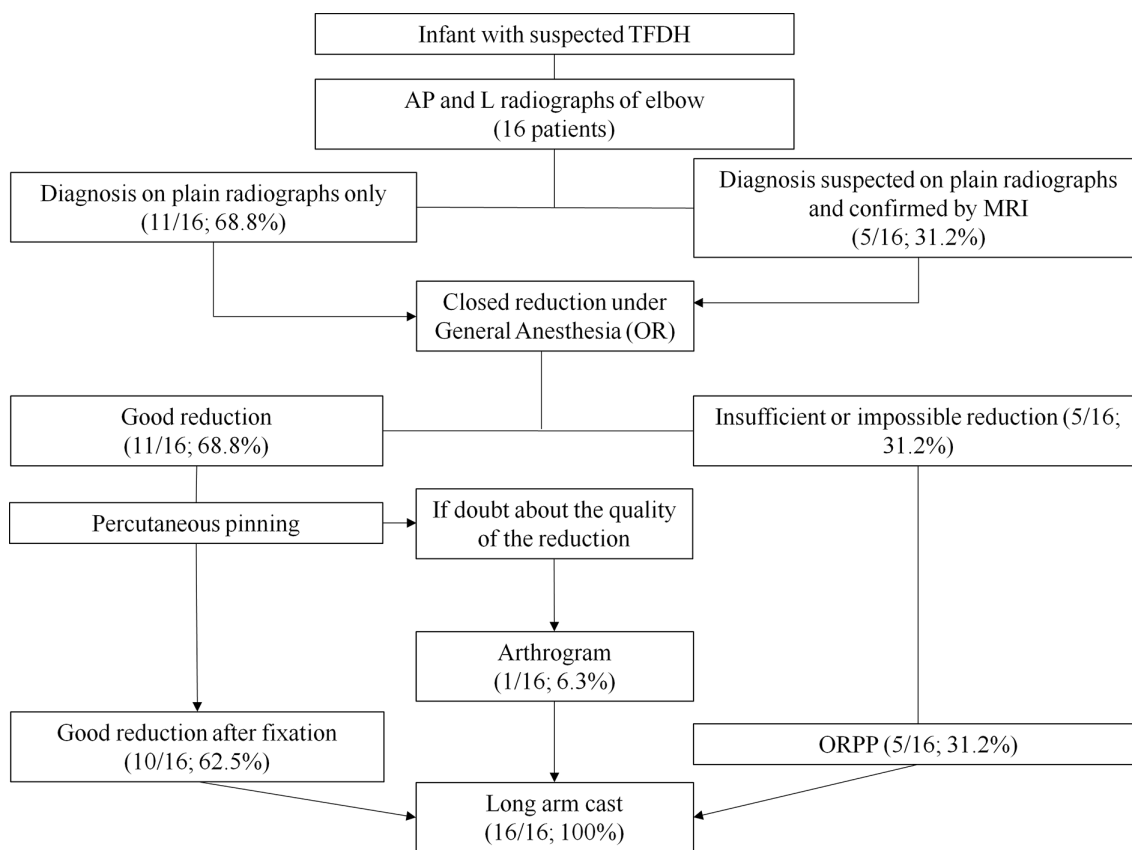 Infant with suspected TFDH
AP and L radiographs of elbow
(16 patients)
Diagnosis on plain radiographs only
(11/16; 68.8%)
Diagnosis suspected on plain radiographs
and confirmed by MRI
(5/16; 31.2%)
Closed reduction under
General Anesthesia (OR)
Good reduction
(11/16; 68.8%)
Insufficient or impossible reduction (5/16;
31.2%)
Percutaneous pinning
If doubt about the quality
of the reduction
Arthrogram
(1/16; 6.3%)
Good reduction after fixation
(10/16; 62.5%)
ORPP (5/16; 31.2%)
Long arm cast
(16/16; 100%)